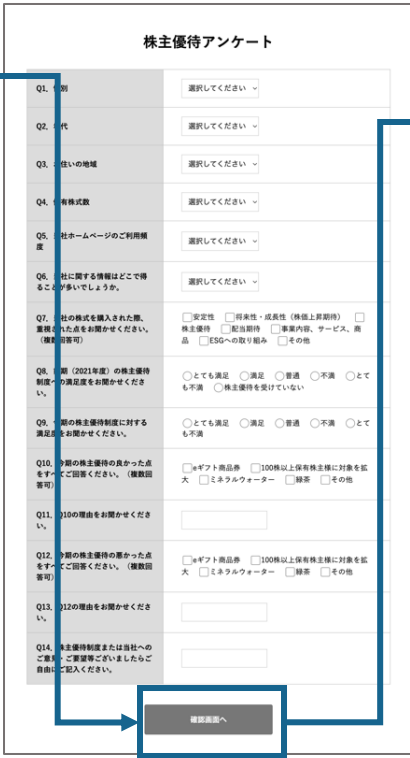 株主優待アンケート
Q1. 別
選択してください
Q2. 代
選択してください
Q3. 住いの地域
選択してください
Q4. 有株式数
選択してください
Q5. 社ホームページのご利用頻
度
選択してください
Q6. 社に関する情報はどこで得
ることが多いでしょうか。
選択してください
Q7. 社の株式を購入された際、
重視された点をお聞かせください。
(複数回答可)
安定性 将来性・成長性(株価上昇期待)
株主優待 配当期待 事業内容、サービス、商
品 ESGへの取り組み その他
Q8. 期(2021年度)の株主優待
制度への満足度をお聞かせくださ
い。
とても満足 満足 普通 不満 とて
も不満 株主優待を受けていない
Q9. 期の株主優待制度に対する
満足度をお聞かせください。
とても満足 満足 普通 不満 とて
も不満
Q10. 今期の株主優待の良かった点
をすべてご回答ください。(複数回
答可)
eギフト商品券 100株以上保有株主様に対象を拡
大 ミネラルウォーター 緑茶 その他
Q11. Q10の理由をお聞かせくださ
い。
Q12. 今期の株主優待の悪かった点
をすべてご回答ください。(複数回
答可)
eギフト商品券 100株以上保有株主様に対象を拡
大 ミネラルウォーター 緑茶 その他
Q13. Q12の理由をお聞かせくださ
い。
Q14. 株主優待制度または当社への
ご意見・ご要望等ございましたらご
自由にご記入ください。
確認画面へ